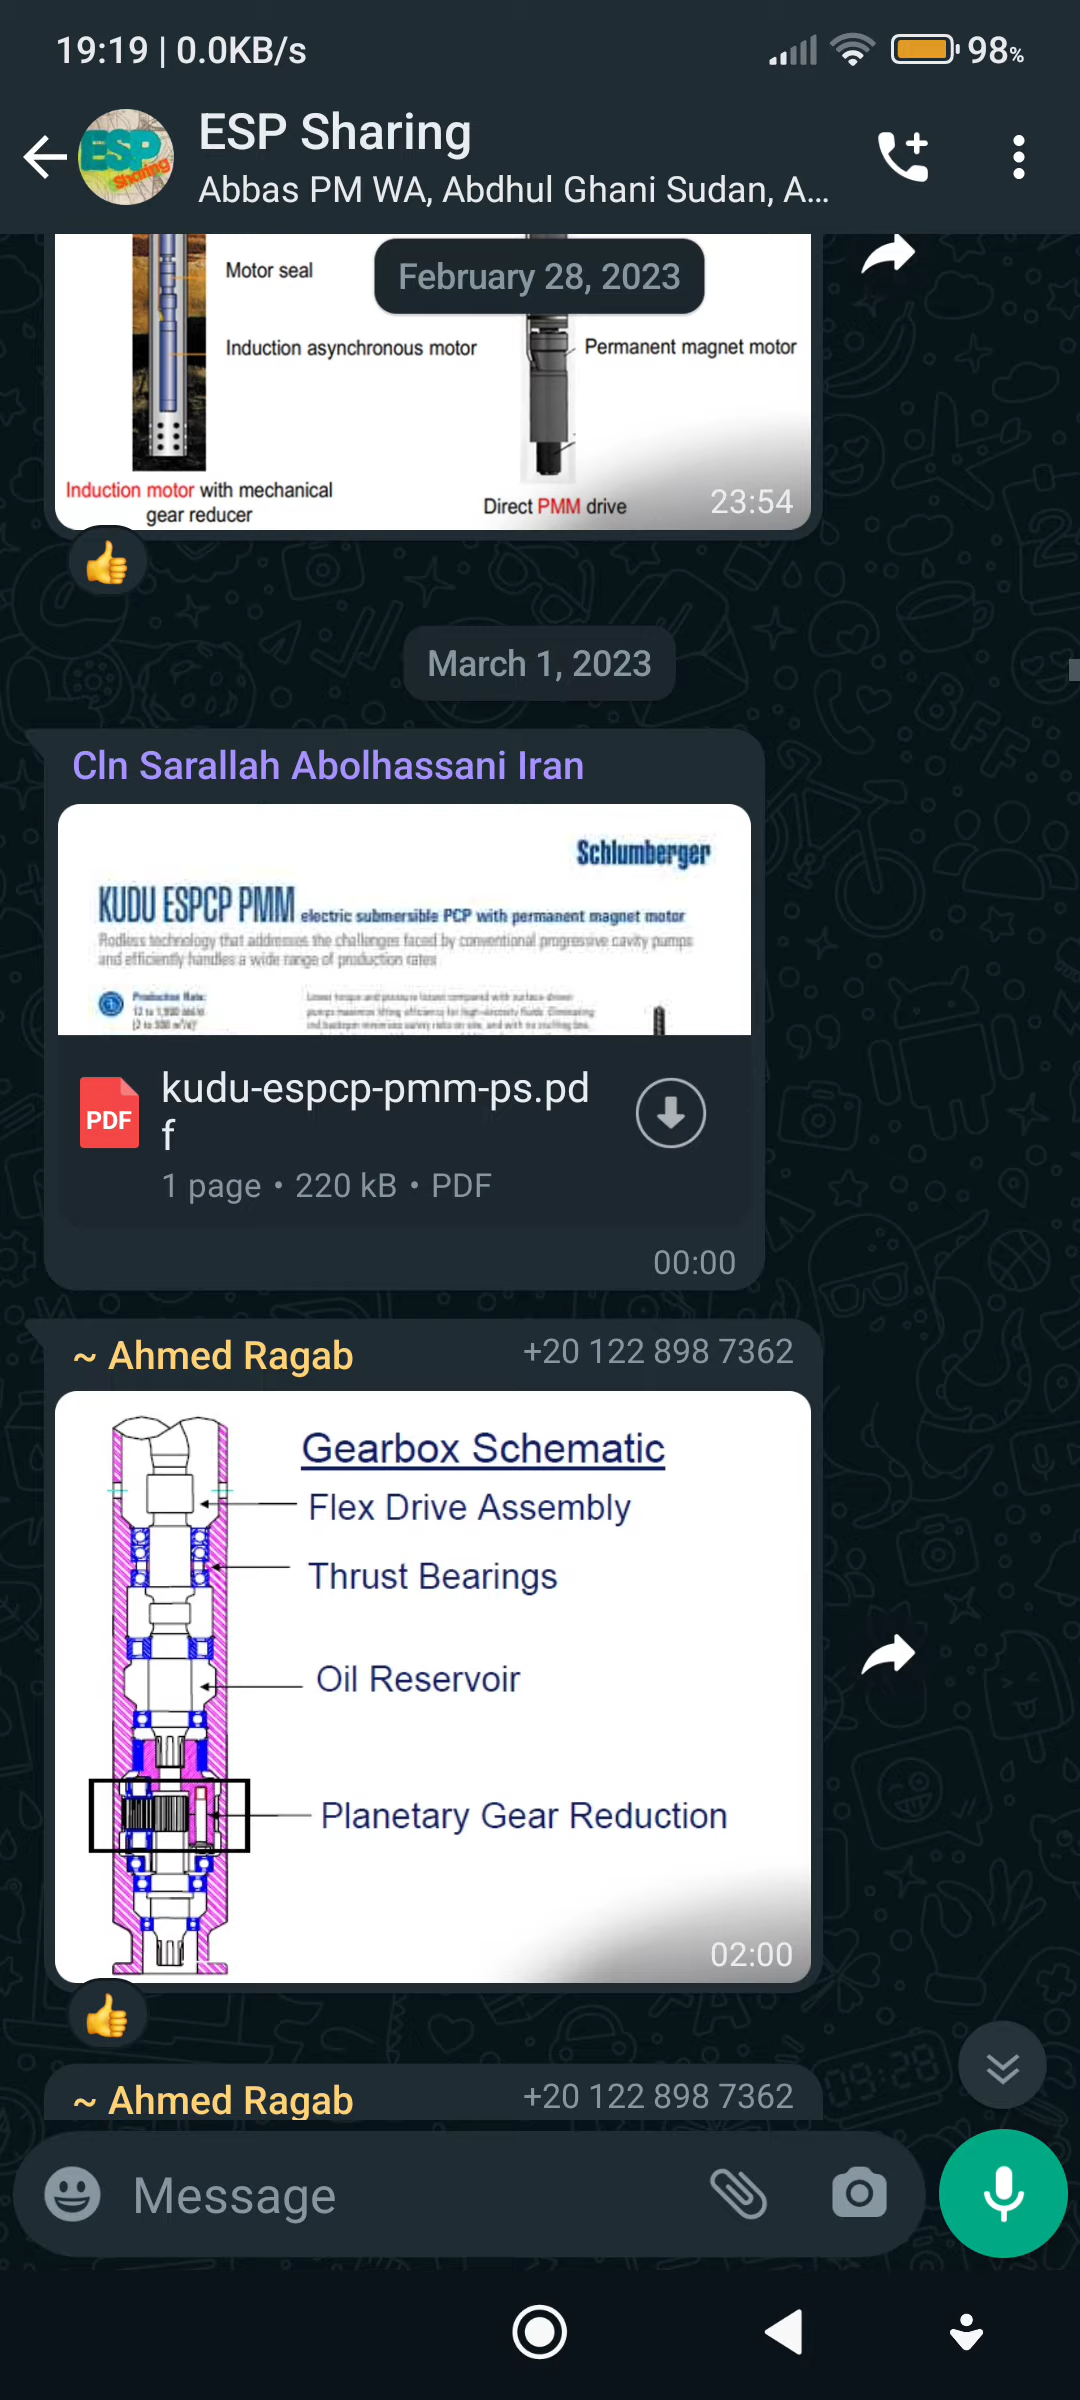 19:19 | 0.0KB/s
98%
ESP Sharing
ESP Sharing
Abbas PM WA, Abdhul Ghani Sudan, A...
Motor seal
February 28, 2023
Induction asynchronous motor
Permanent magnet motor
Induction motor with mechanical
gear reducer
Direct PMM drive
23:54
March 1, 2023
Cln Sarallah Abolhassani Iran
Schlumberger
KUDU ESPCP PMM electric submersible PCP with permanent magnet motor
Rodless technology that addresses the challenges faced by conventional progressive cavity pumps
and efficiently handles a wide range of production rates
Production Rate:
PDF
kudu-espcp-pmm-ps.pd
f
1 page • 220 kB • PDF
00:00
~ Ahmed Ragab
+20 122 898 7362
Gearbox Schematic
Flex Drive Assembly
Thrust Bearings
Oil Reservoir
Planetary Gear Reduction
02:00
~ Ahmed Ragab
+20 122 898 7362
Message